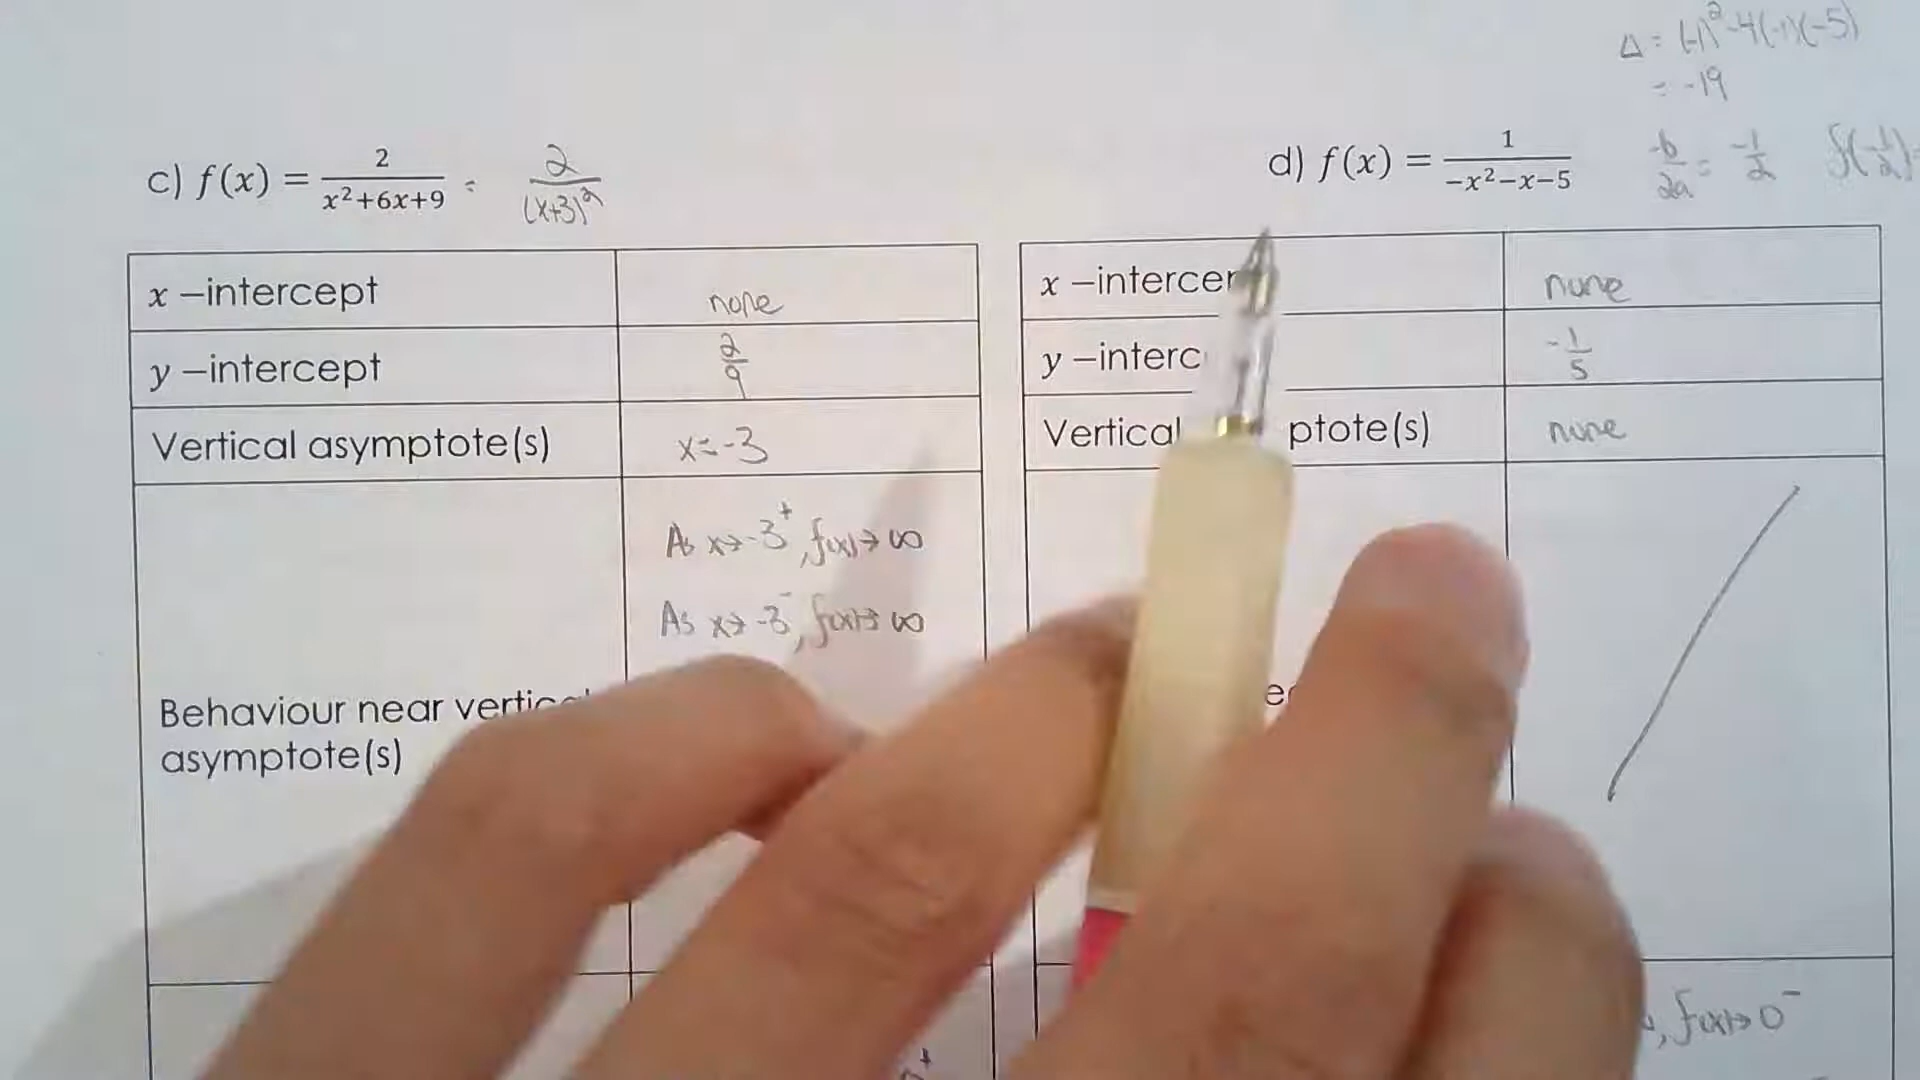 Δ = (-1)² -4(-1)(-5)
= -19
c) f(x) = 2/(x²+6x+9) = 2/(x+3)²
x –intercept none
y –intercept 2/9
Vertical asymptote(s) x=-3
As x→-3⁺, f(x)→∞
As x→-3⁻, f(x)→∞
Behaviour near
asymptote(s)
d) f(x) = 1/(-x²-x-5) -b/2a = -1/2 f(-1/2)=
x –interce none
y –interc -1/5
Vertical ptote(s) none
, f(x)→0⁻